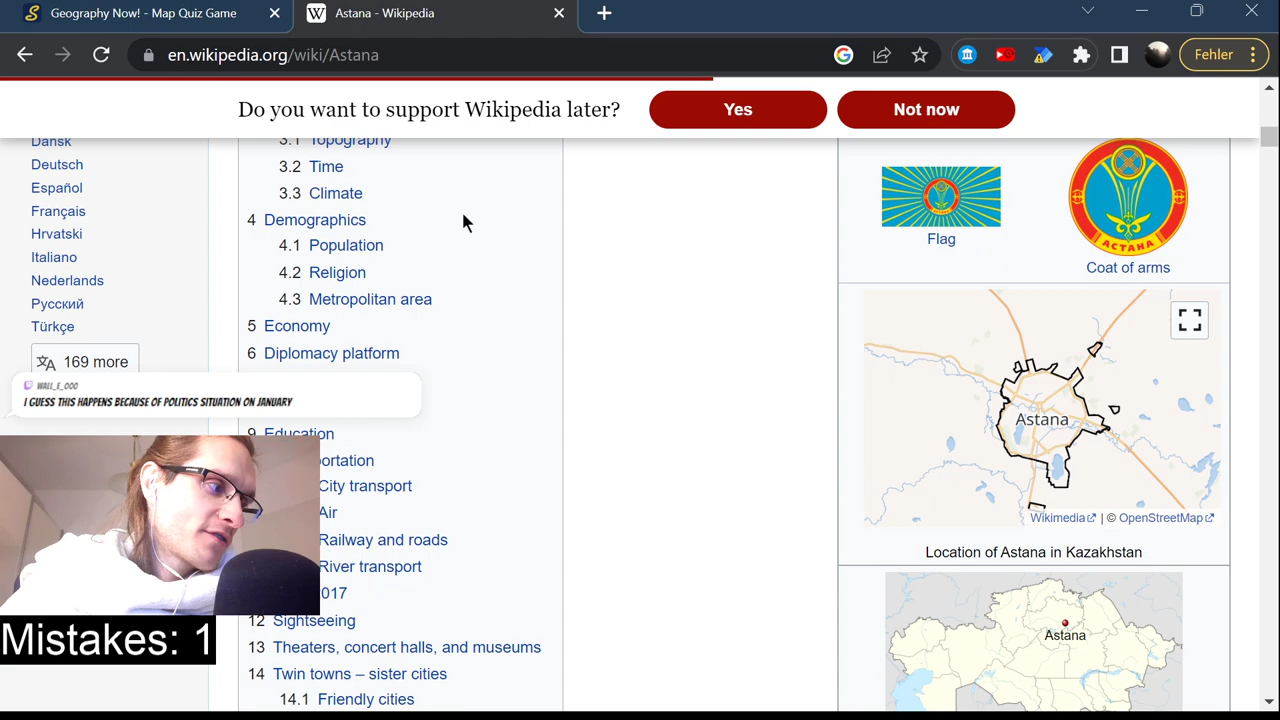 Geography Now! - Map Quiz Game
Astana - Wikipedia
en.wikipedia.org/wiki/Astana
Fehler
Do you want to support Wikipedia later?
Yes
Not now
Dansk
Deutsch
Español
Français
Hrvatski
Italiano
Nederlands
Русский
Türkçe
169 more
3.1 Topography
3.2 Time
3.3 Climate
4 Demographics
4.1 Population
4.2 Religion
4.3 Metropolitan area
5 Economy
6 Diplomacy platform
WALL_E_000
I GUESS THIS HAPPENS BECAUSE OF POLITICS SITUATION ON JANUARY
9 Education
portation
City transport
Air
Railway and roads
River transport
2017
12 Sightseeing
13 Theaters, concert halls, and museums
14 Twin towns – sister cities
14.1 Friendly cities
Mistakes: 1
Flag
АСТАНА
Coat of arms
Astana
Wikimedia | © OpenStreetMap
Location of Astana in Kazakhstan
Astana